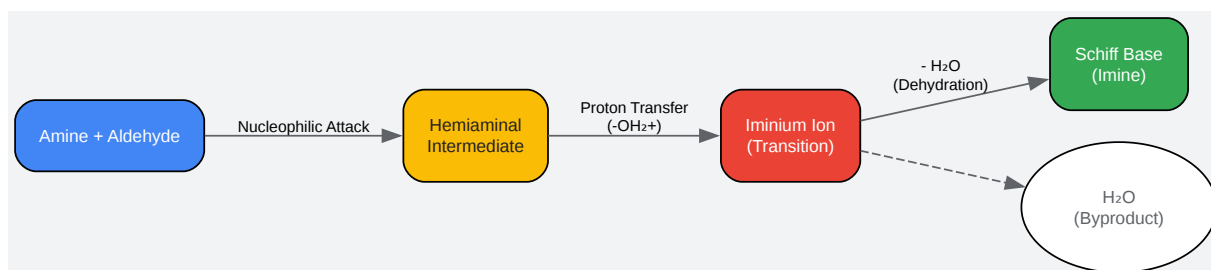 Amine + Aldehyde
Nucleophilic Attack
Hemiaminal
Intermediate
Proton Transfer
(-OH₂+)
Iminium Ion
(Transition)
- H₂O
(Dehydration)
Schiff Base
(Imine)
H₂O
(Byproduct)